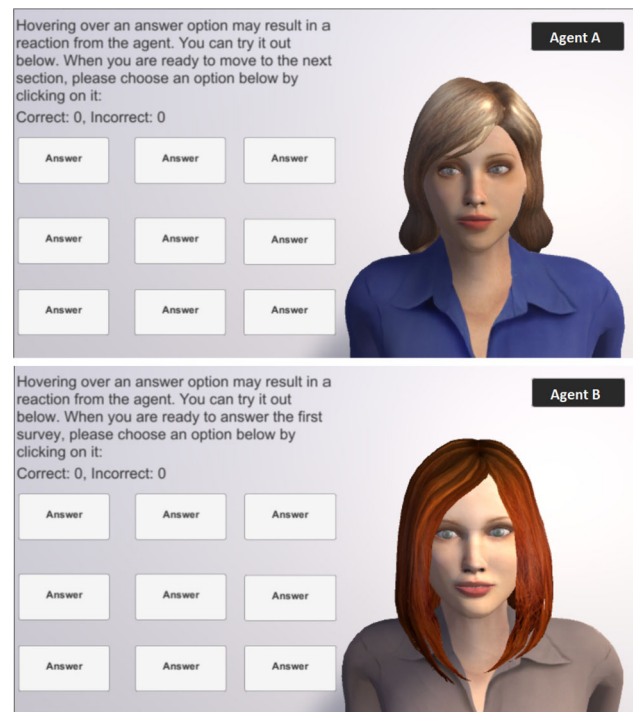 Hovering over an answer option may result in a
reaction from the agent. You can try it out
below. When you are ready to move to the next
section, please choose an option below by
clicking on it:
Correct: 0, Incorrect: 0
Agent A
Answer Answer Answer
Answer Answer Answer
Answer Answer Answer
Hovering over an answer option may result in a
reaction from the agent. You can try it out
below. When you are ready to answer the first
survey, please choose an option below by
clicking on it:
Correct: 0, Incorrect: 0
Agent B
Answer Answer Answer
Answer Answer Answer
Answer Answer Answer